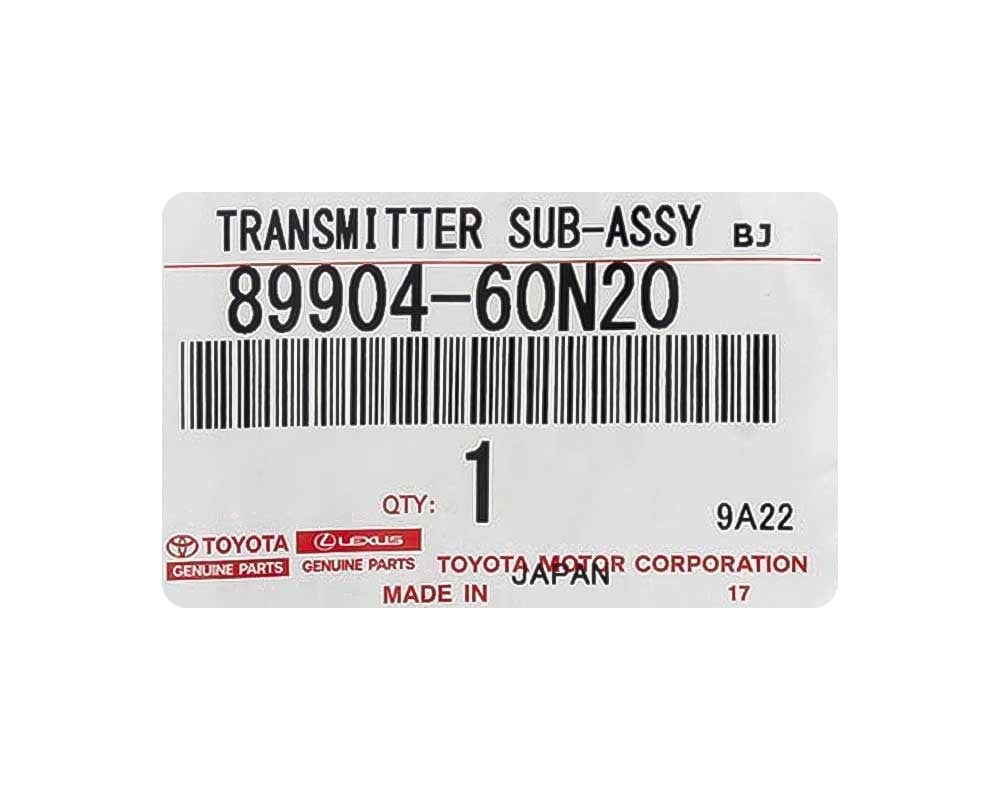 TRANSMITTER SUB-ASSY BJ
89904-60N20
1
QTY:
9A22
TOYOTA
GENUINE PARTS
LEXUS
GENUINE PARTS
TOYOTA MOTOR CORPORATION
MADE IN JAPAN
17